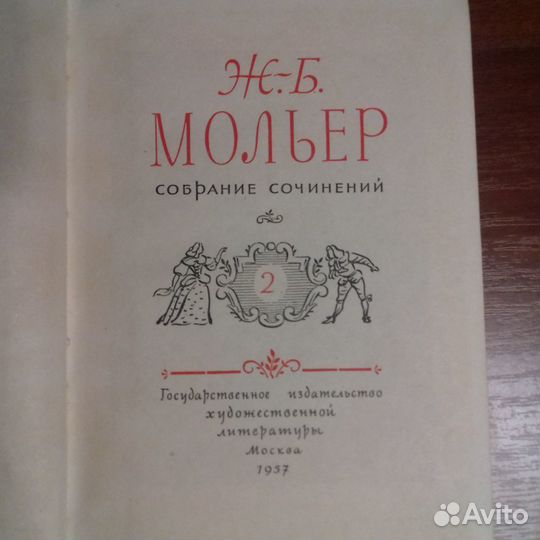 Ж.-Б.
МОЛЬЕР
СОБРАНИЕ СОЧИНЕНИЙ
2
Государственное издательство
художественной
литературы
Москва
1957
Avito